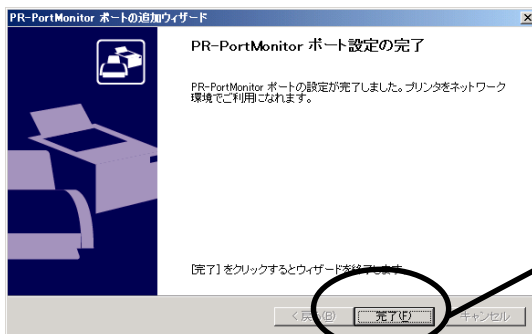 PR-PortMonitor ポートの追加ウィザード
PR-PortMonitor ポート設定の完了
PR-PortMonitor ポートの設定が完了しました。プリンタをネットワーク
環境でご利用になれます。
[完了] をクリックするとウィザードを終了します
< 戻る(B) 完了(F) キャンセル